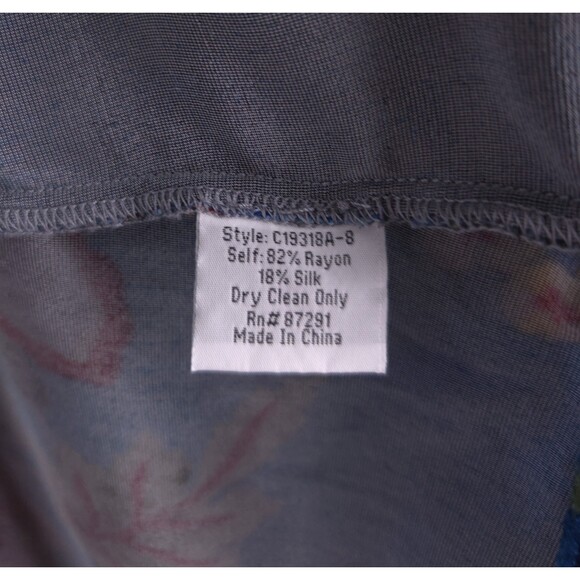 Style: C19318A-8
Self: 82% Rayon
18% Silk
Dry Clean Only
Rn# 87291
Made In China